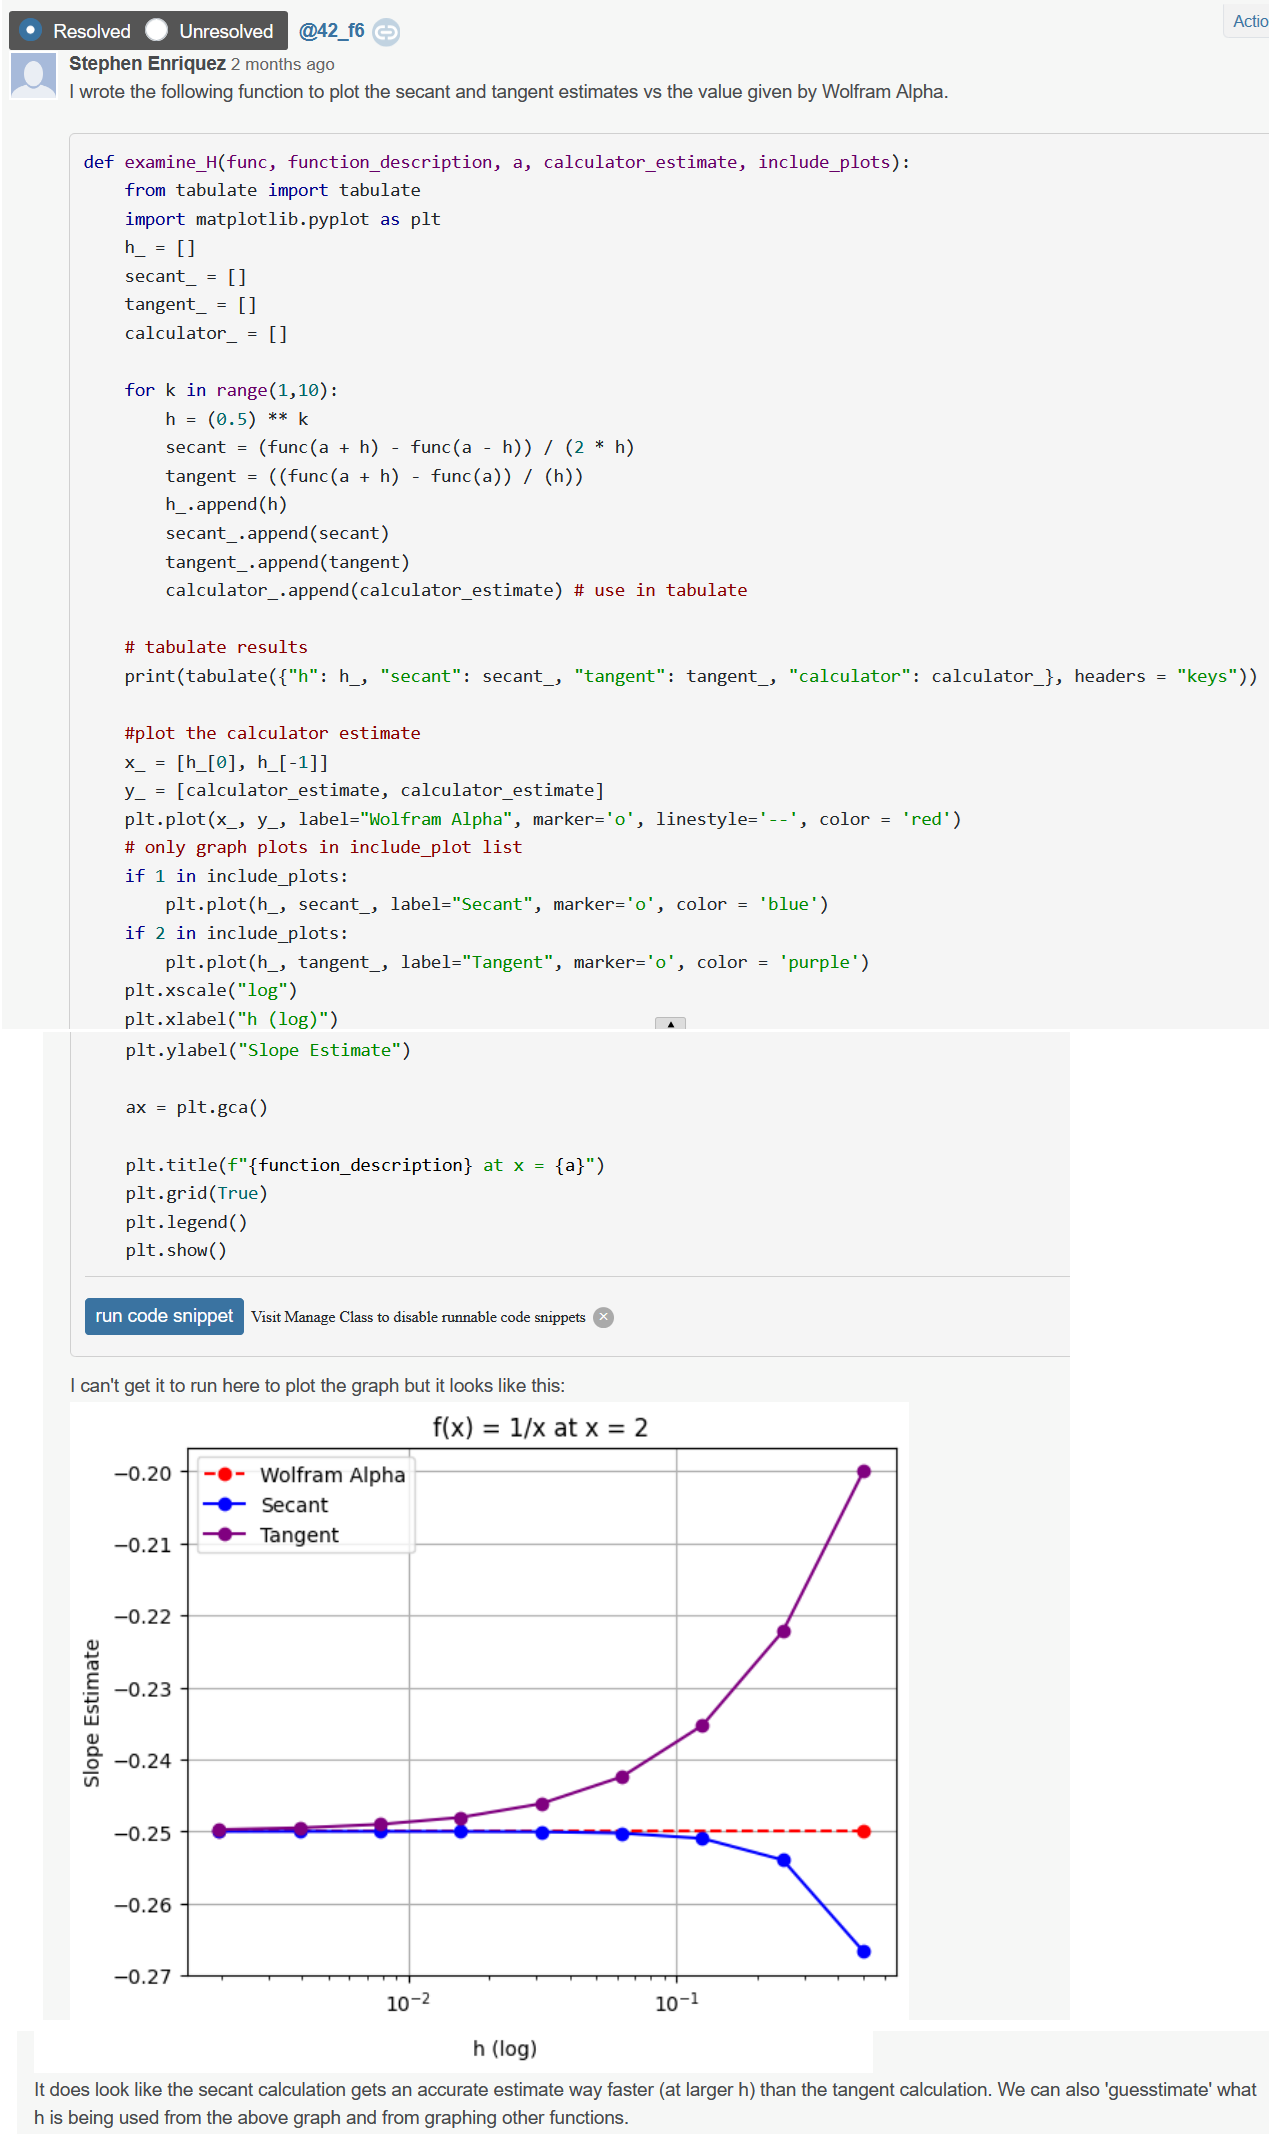 Resolved Unresolved @42_f6 Actio
Stephen Enriquez 2 months ago
I wrote the following function to plot the secant and tangent estimates vs the value given by Wolfram Alpha.
def examine_H(func, function_description, a, calculator_estimate, include_plots):
    from tabulate import tabulate
    import matplotlib.pyplot as plt
    h_ = []
    secant_ = []
    tangent_ = []
    calculator_ = []
    for k in range(1,10):
        h = (0.5) ** k
        secant = (func(a + h) - func(a - h)) / (2 * h)
        tangent = ((func(a + h) - func(a)) / (h))
        h_.append(h)
        secant_.append(secant)
        tangent_.append(tangent)
        calculator_.append(calculator_estimate) # use in tabulate
    # tabulate results
    print(tabulate({"h": h_, "secant": secant_, "tangent": tangent_, "calculator": calculator_}, headers = "keys"))
    #plot the calculator estimate
    x_ = [h_[0], h_[-1]]
    y_ = [calculator_estimate, calculator_estimate]
    plt.plot(x_, y_, label="Wolfram Alpha", marker='o', linestyle='--', color = 'red')
    # only graph plots in include_plot list
    if 1 in include_plots:
        plt.plot(h_, secant_, label="Secant", marker='o', color = 'blue')
    if 2 in include_plots:
        plt.plot(h_, tangent_, label="Tangent", marker='o', color = 'purple')
    plt.xscale("log")
    plt.xlabel("h (log)")
    plt.ylabel("Slope Estimate")
    ax = plt.gca()
    plt.title(f"{function_description} at x = {a}")
    plt.grid(True)
    plt.legend()
    plt.show()
run code snippet Visit Manage Class to disable runnable code snippets
I can't get it to run here to plot the graph but it looks like this:
f(x) = 1/x at x = 2
Wolfram Alpha
Secant
Tangent
Slope Estimate
−0.20
−0.21
−0.22
−0.23
−0.24
−0.25
−0.26
−0.27
10⁻² 10⁻¹
h (log)
It does look like the secant calculation gets an accurate estimate way faster (at larger h) than the tangent calculation. We can also 'guesstimate' what
h is being used from the above graph and from graphing other functions.